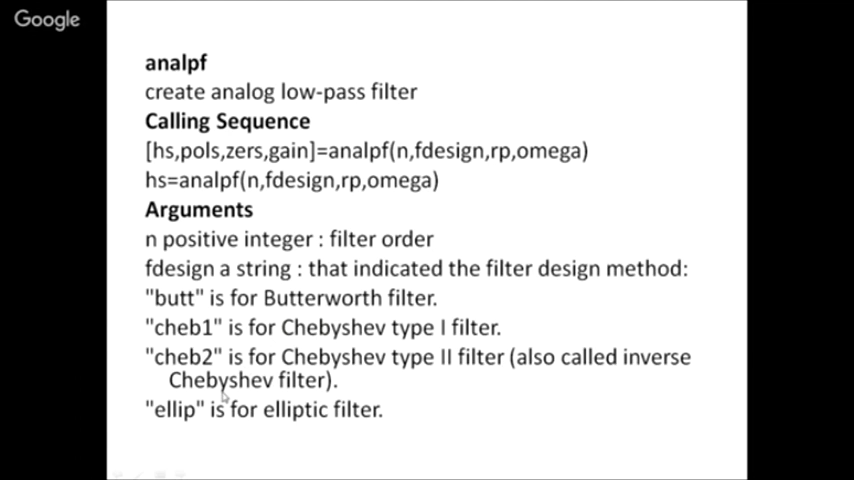 Google
analpf
create analog low-pass filter
Calling Sequence
[hs,pols,zers,gain]=analpf(n,fdesign,rp,omega)
hs=analpf(n,fdesign,rp,omega)
Arguments
n positive integer : filter order
fdesign a string : that indicated the filter design method:
"butt" is for Butterworth filter.
"cheb1" is for Chebyshev type I filter.
"cheb2" is for Chebyshev type II filter (also called inverse
Chebyshev filter).
"ellip" is for elliptic filter.